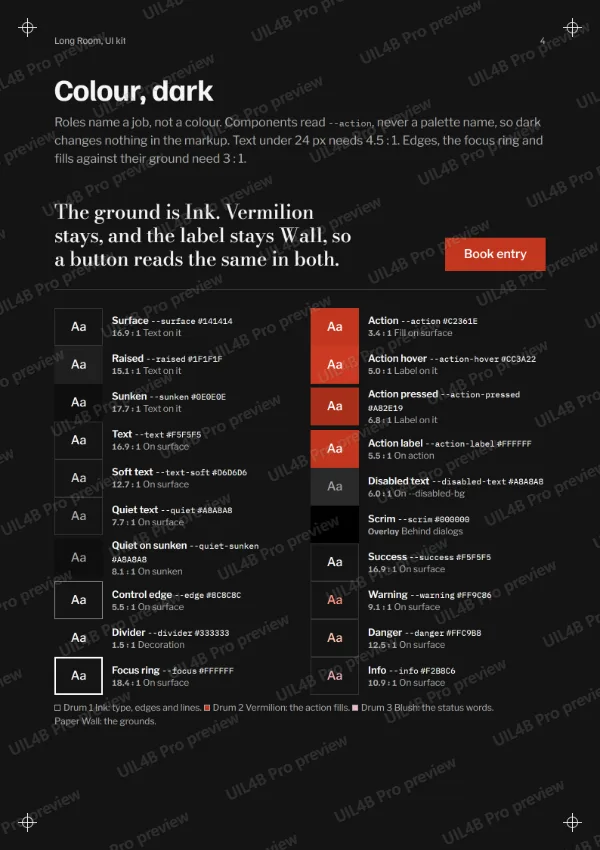 Long Room, UI kit
4
Colour, dark
Roles name a job, not a colour. Components read --action, never a palette name, so dark
changes nothing in the markup. Text under 24 px needs 4.5 : 1. Edges, the focus ring and
fills against their ground need 3 : 1.
The ground is Ink. Vermilion
stays, and the label stays Wall, so
a button reads the same in both.
Book entry
Aa
Surface --surface #141414
16.9 : 1 Text on it
Aa
Raised --raised #1F1F1F
15.1 : 1 Text on it
Aa
Sunken --sunken #0E0E0E
17.7 : 1 Text on it
Aa
Text --text #F5F5F5
16.9 : 1 On surface
Aa
Soft text --text-soft #D6D6D6
12.7 : 1 On surface
Aa
Quiet text --quiet #A8A8A8
7.7 : 1 On surface
Aa
Quiet on sunken --quiet-sunken
#A8A8A8
8.1 : 1 On sunken
Aa
Control edge --edge #8C8C8C
5.5 : 1 On surface
Aa
Divider --divider #333333
1.5 : 1 Decoration
Aa
Focus ring --focus #FFFFFF
18.4 : 1 On surface
Aa
Action --action #C2361E
3.4 : 1 Fill on surface
Aa
Action hover --action-hover #CC3A22
5.0 : 1 Label on it
Aa
Action pressed --action-pressed
#A82E19
6.8 : 1 Label on it
Aa
Action label --action-label #FFFFFF
5.5 : 1 On action
Aa
Disabled text --disabled-text #A8A8A8
6.0 : 1 On --disabled-bg
Scrim --scrim #000000
Overlay Behind dialogs
Aa
Success --success #F5F5F5
16.9 : 1 On surface
Aa
Warning --warning #FF9C86
9.1 : 1 On surface
Aa
Danger --danger #FFC9B8
12.5 : 1 On surface
Aa
Info --info #F2B8C6
10.9 : 1 On surface
Drum 1 Ink: type, edges and lines. Drum 2 Vermilion: the action fills. Drum 3 Blush: the status words.
Paper Wall: the grounds.
UIL4B Pro preview